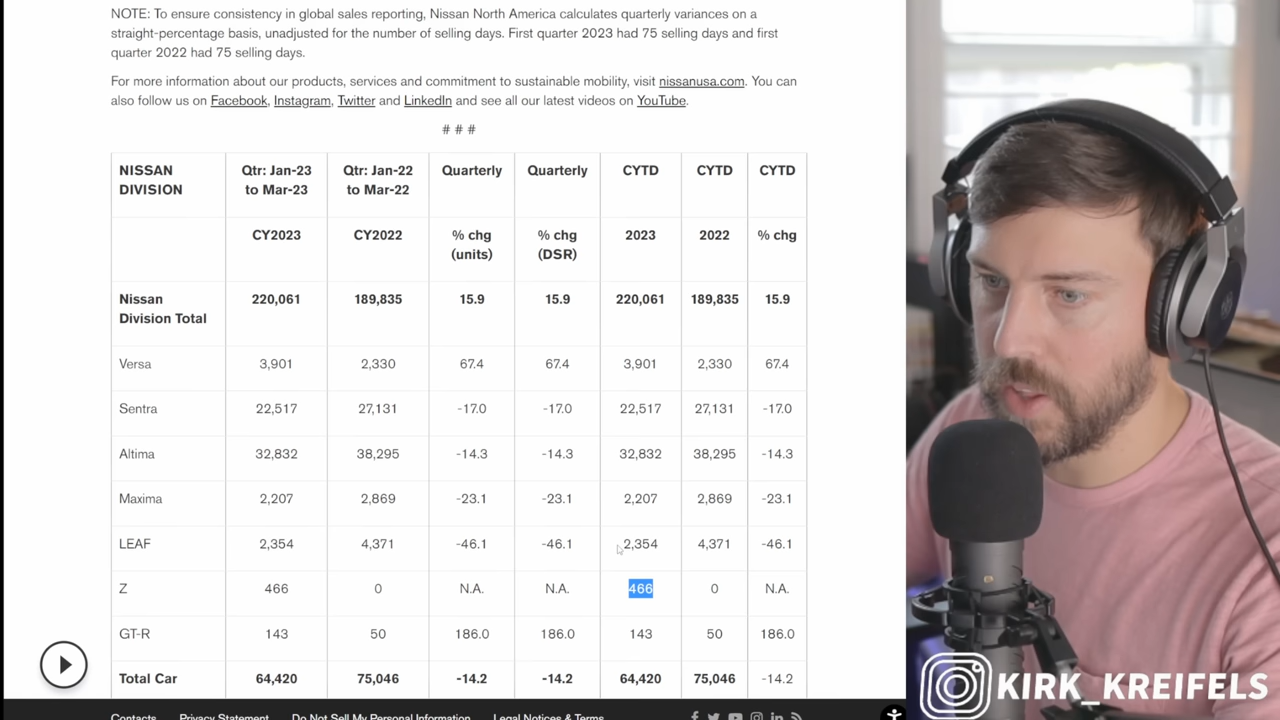 NOTE: To ensure consistency in global sales reporting, Nissan North America calculates quarterly variances on a
straight-percentage basis, unadjusted for the number of selling days. First quarter 2023 had 75 selling days and first
quarter 2022 had 75 selling days.
For more information about our products, services and commitment to sustainable mobility, visit nissanusa.com. You can
also follow us on Facebook, Instagram, Twitter and LinkedIn and see all our latest videos on YouTube.
# # #
NISSAN DIVISION Qtr: Jan-23 to Mar-23 Qtr: Jan-22 to Mar-22 Quarterly Quarterly CYTD CYTD CYTD
CY2023 CY2022 % chg (units) % chg (DSR) 2023 2022 % chg
Nissan Division Total 220,061 189,835 15.9 15.9 220,061 189,835 15.9
Versa 3,901 2,330 67.4 67.4 3,901 2,330 67.4
Sentra 22,517 27,131 -17.0 -17.0 22,517 27,131 -17.0
Altima 32,832 38,295 -14.3 -14.3 32,832 38,295 -14.3
Maxima 2,207 2,869 -23.1 -23.1 2,207 2,869 -23.1
LEAF 2,354 4,371 -46.1 -46.1 2,354 4,371 -46.1
Z 466 0 N.A. N.A. 466 0 N.A.
GT-R 143 50 186.0 186.0 143 50 186.0
Total Car 64,420 75,046 -14.2 -14.2 64,420 75,046 -14.2
Contacts Privacy Statement Do Not Sell My Personal Information Legal Notices & Terms
KIRK_KREIFELS